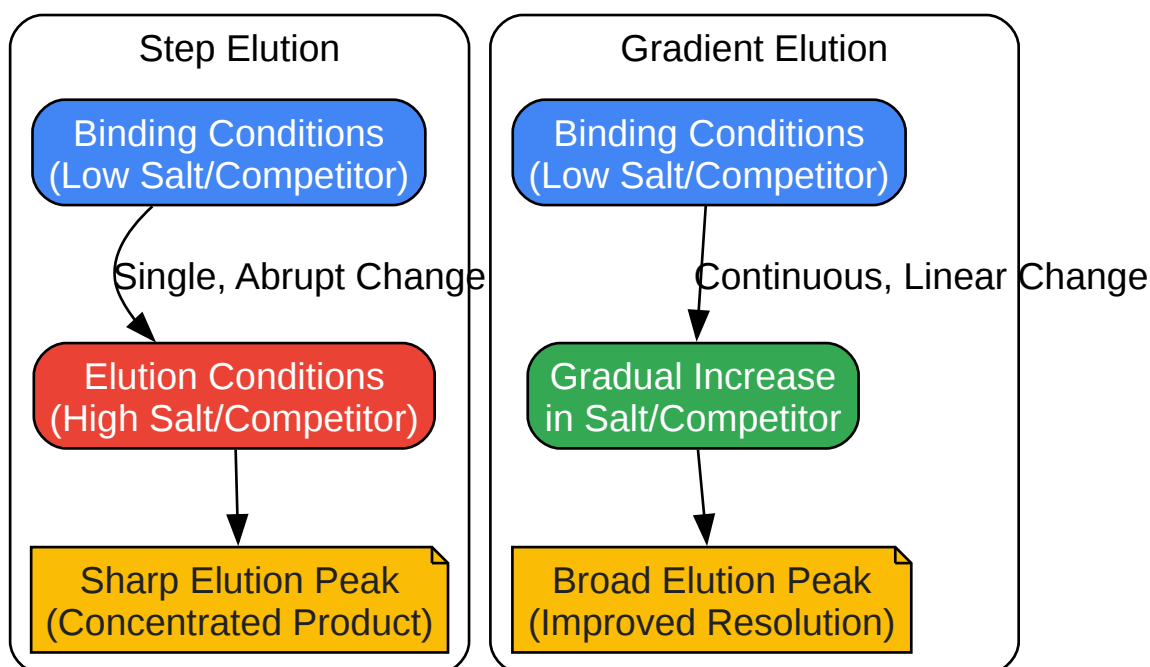 Step Elution
Binding Conditions
(Low Salt/Competitor)
Single, Abrupt Change
Elution Conditions
(High Salt/Competitor)
Sharp Elution Peak
(Concentrated Product)
Gradient Elution
Binding Conditions
(Low Salt/Competitor)
Continuous, Linear Change
Gradual Increase
in Salt/Competitor
Broad Elution Peak
(Improved Resolution)